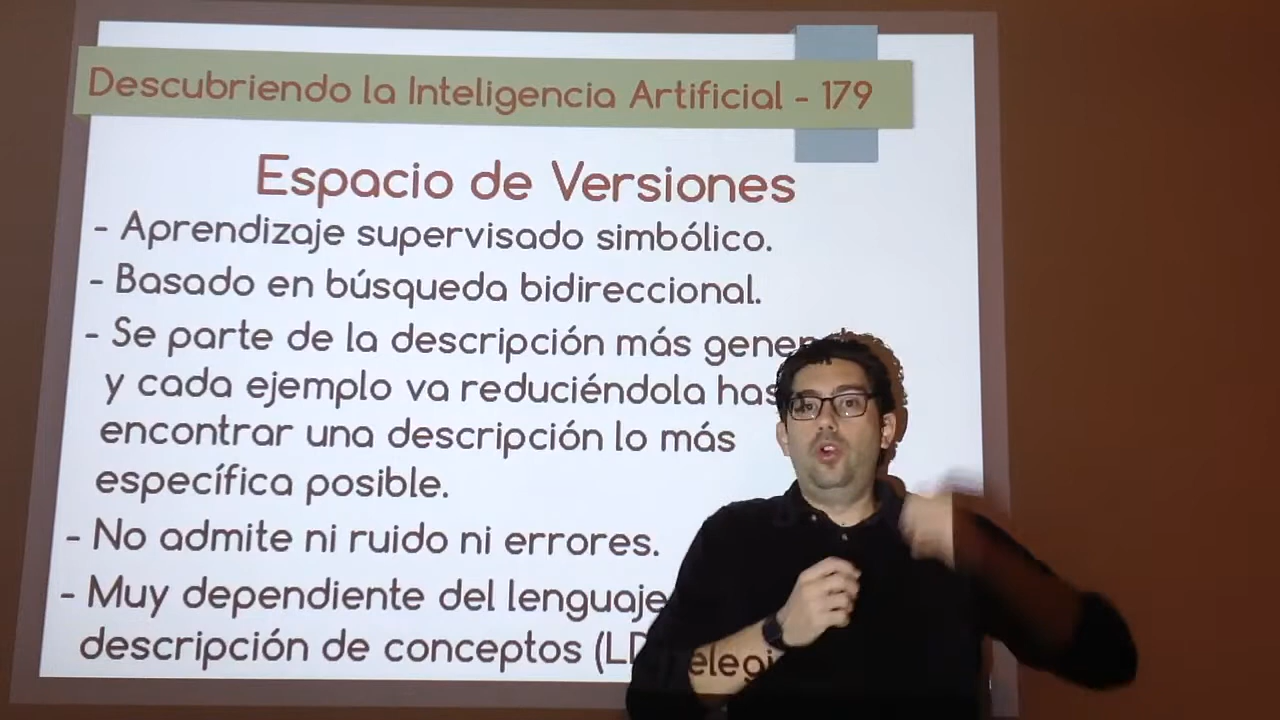 Descubriendo la Inteligencia Artificial - 179
Espacio de Versiones
- Aprendizaje supervisado simbólico.
- Basado en búsqueda bidireccional.
- Se parte de la descripción más
y cada ejemplo va reduciéndola
encontrar una descripción lo más
específica posible.
- No admite ni ruido ni errores.
- Muy dependiente del lenguaje
descripción de conceptos